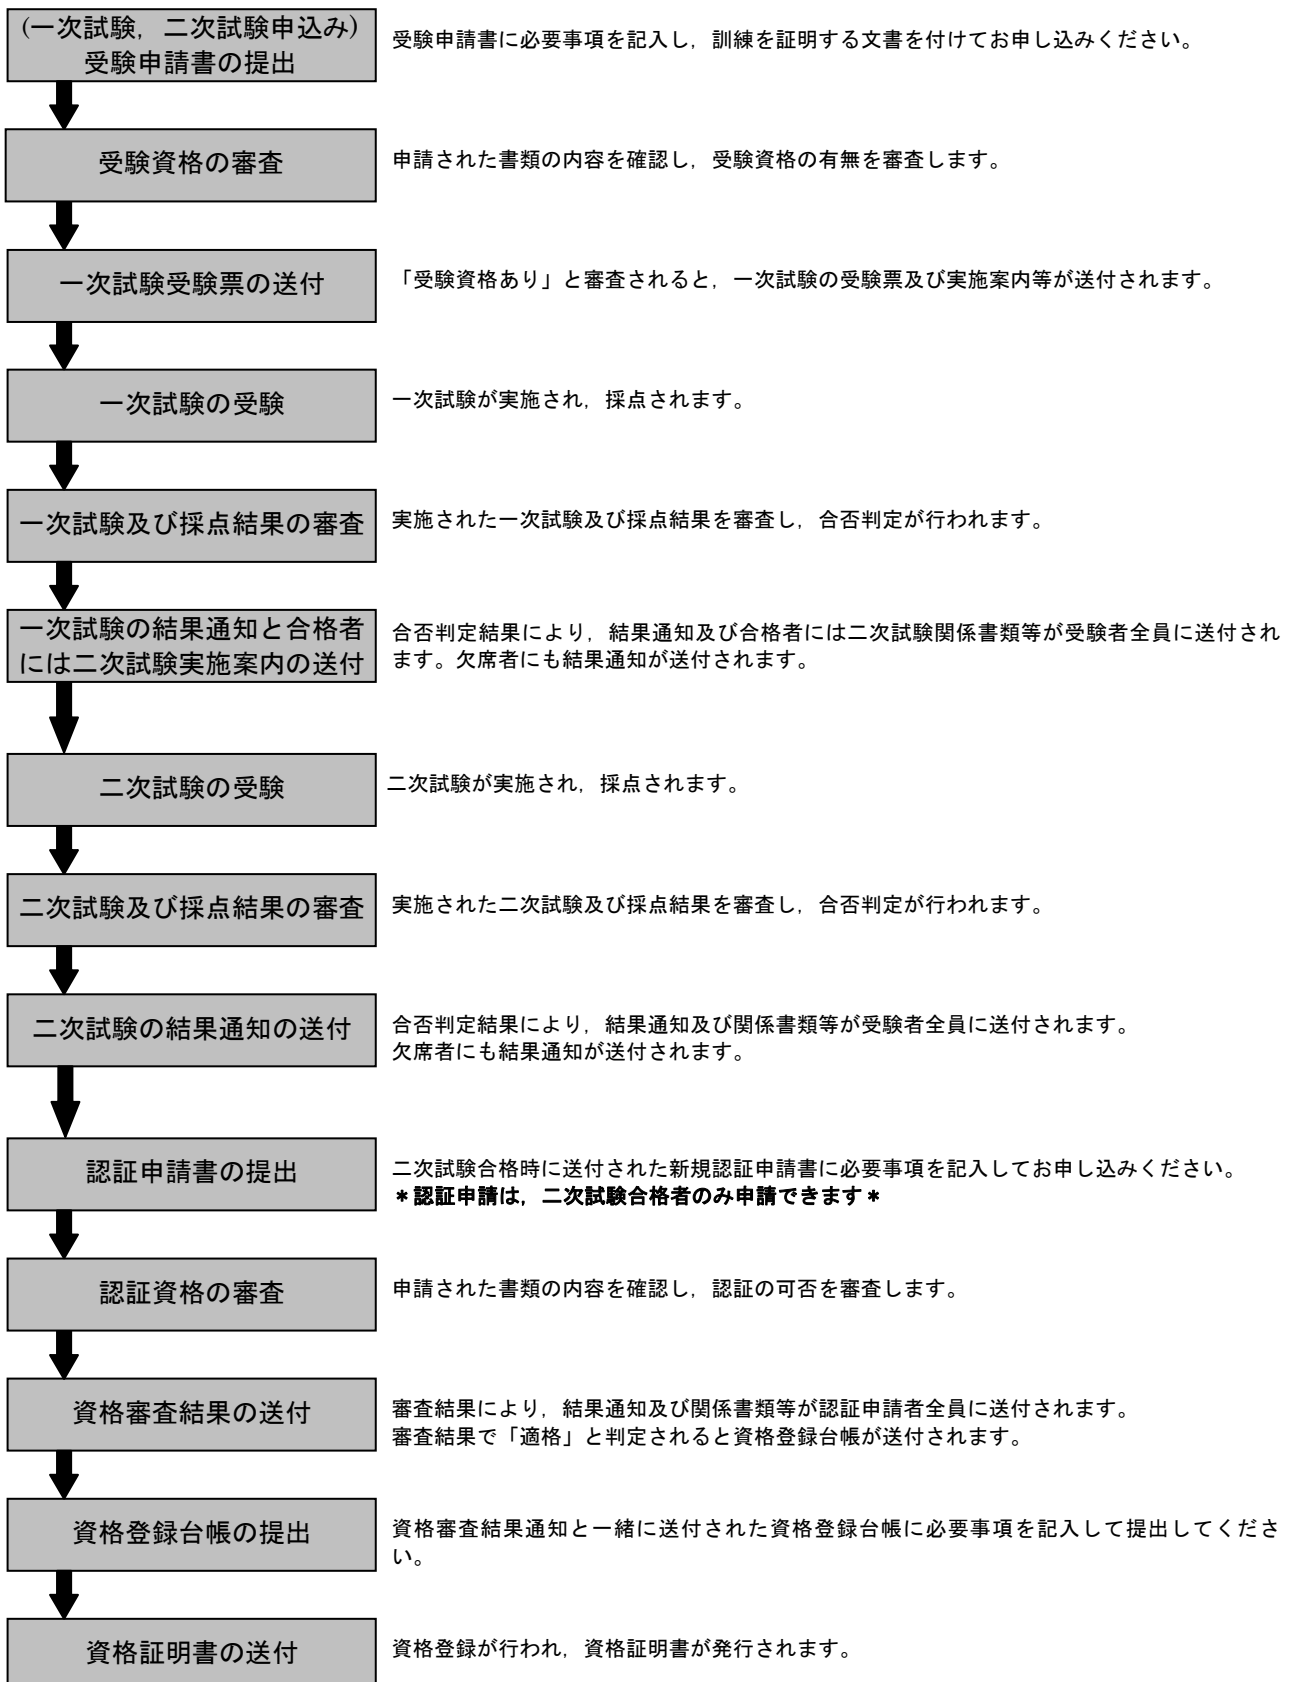 (一次試験，二次試験申込み)
受験申請書の提出
受験申請書に必要事項を記入し，訓練を証明する文書を付けてお申し込みください。
受験資格の審査
申請された書類の内容を確認し，受験資格の有無を審査します。
一次試験受験票の送付
「受験資格あり」と審査されると，一次試験の受験票及び実施案内等が送付されます。
一次試験の受験
一次試験が実施され，採点されます。
一次試験及び採点結果の審査
実施された一次試験及び採点結果を審査し，合否判定が行われます。
一次試験の結果通知と合格者
には二次試験実施案内の送付
合否判定結果により，結果通知及び合格者には二次試験関係書類等が受験者全員に送付され
ます。欠席者にも結果通知が送付されます。
二次試験の受験
二次試験が実施され，採点されます。
二次試験及び採点結果の審査
実施された二次試験及び採点結果を審査し，合否判定が行われます。
二次試験の結果通知の送付
合否判定結果により，結果通知及び関係書類等が受験者全員に送付されます。
欠席者にも結果通知が送付されます。
認証申請書の提出
二次試験合格時に送付された新規認証申請書に必要事項を記入してお申し込みください。
＊認証申請は，二次試験合格者のみ申請できます＊
認証資格の審査
申請された書類の内容を確認し，認証の可否を審査します。
資格審査結果の送付
審査結果により，結果通知及び関係書類等が認証申請者全員に送付されます。
審査結果で「適格」と判定されると資格登録台帳が送付されます。
資格登録台帳の提出
資格審査結果通知と一緒に送付された資格登録台帳に必要事項を記入して提出してくださ
い。
資格証明書の送付
資格登録が行われ，資格証明書が発行されます。